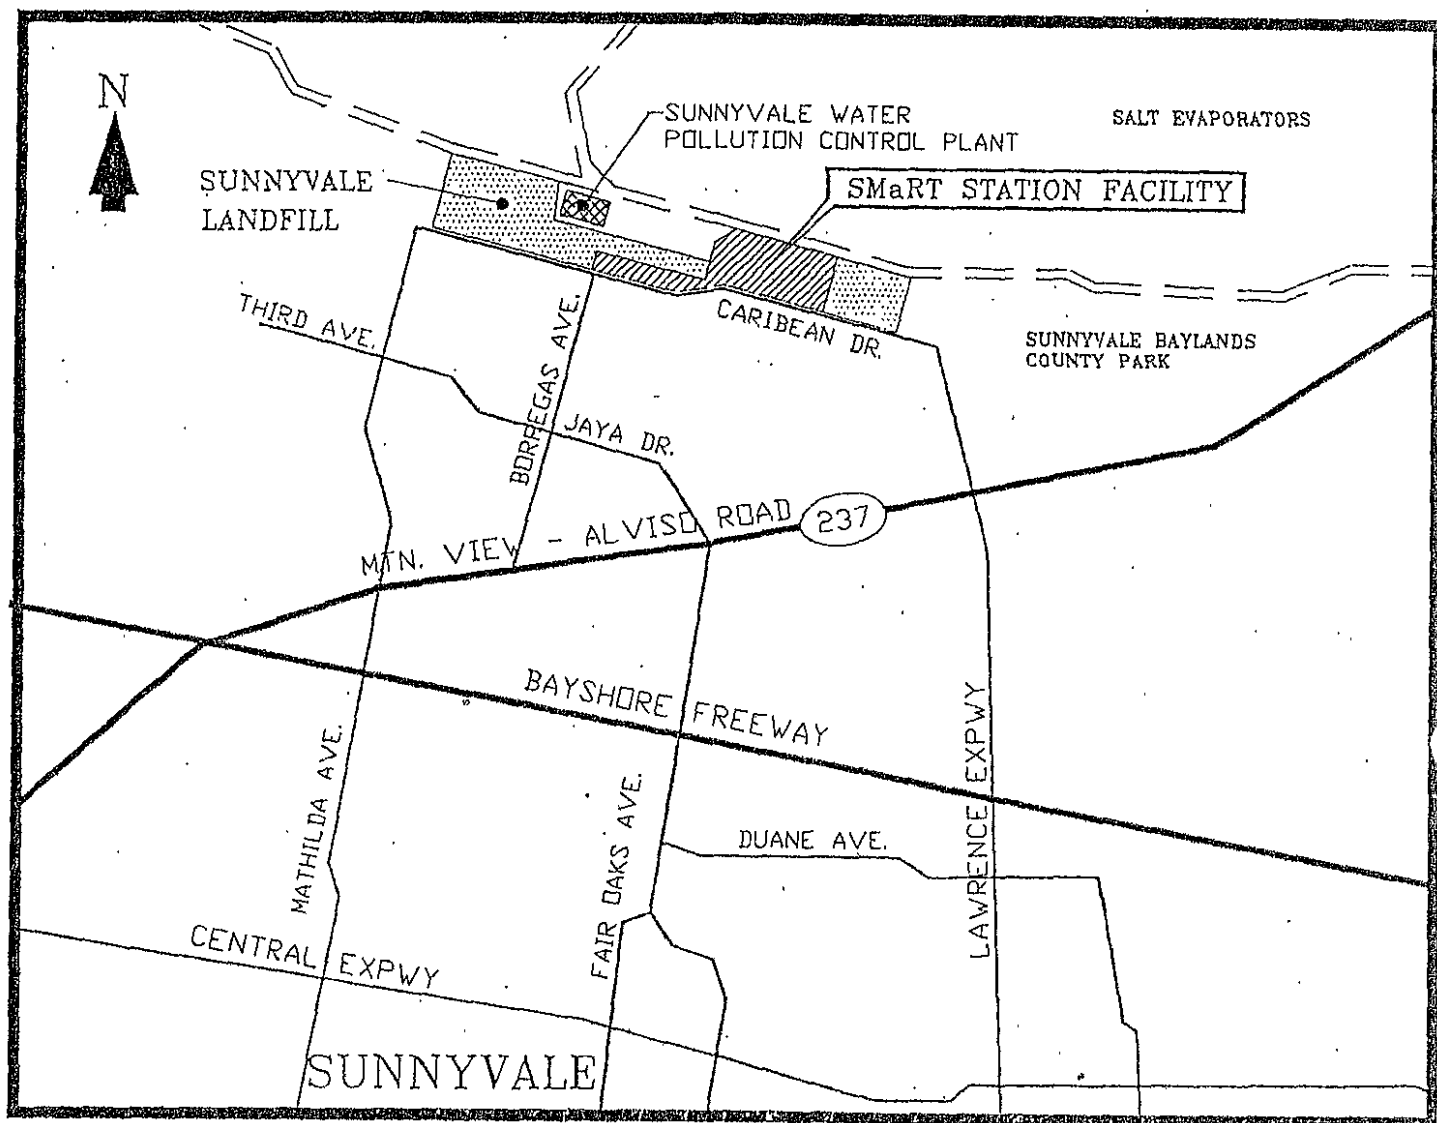 N
SUNNYVALE WATER
POLLUTION CONTROL PLANT
SALT EVAPORATORS
SUNNYVALE
LANDFILL
SMaRT STATION FACILITY
THIRD AVE.
BORPEGAS AVE.
CARIBEAN DR.
SUNNYVALE BAYLANDS
COUNTY PARK
JAYA DR.
MTN. VIEW - ALVISO ROAD
237
BAYSHORE FREEWAY
MATHILDA AVE.
FAIR OAKS AVE.
LAWRENCE EXPWY
DUANE AVE.
CENTRAL EXPWY
SUNNYVALE